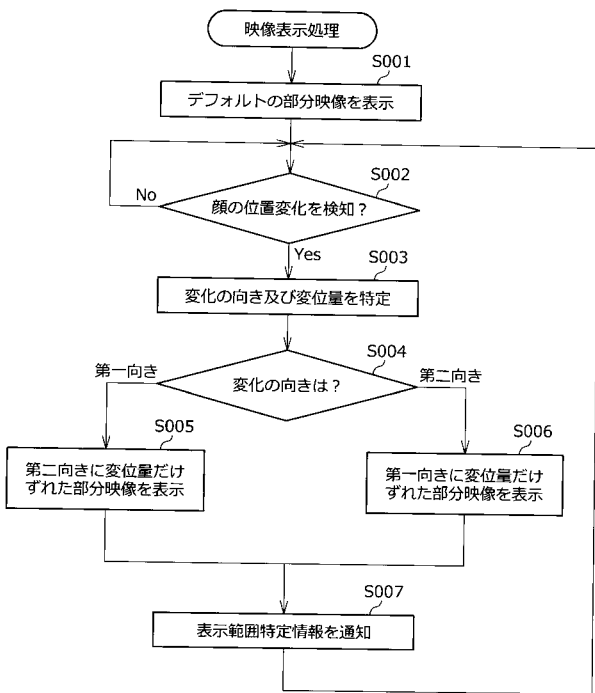 映像表示処理
S001
デフォルトの部分映像を表示
S002
No
顔の位置変化を検知？
Yes
S003
変化の向き及び変位量を特定
S004
第一向き
変化の向きは？
第二向き
S005
第二向きに変位量だけ
ずれた部分映像を表示
S006
第一向きに変位量だけ
ずれた部分映像を表示
S007
表示範囲特定情報を通知